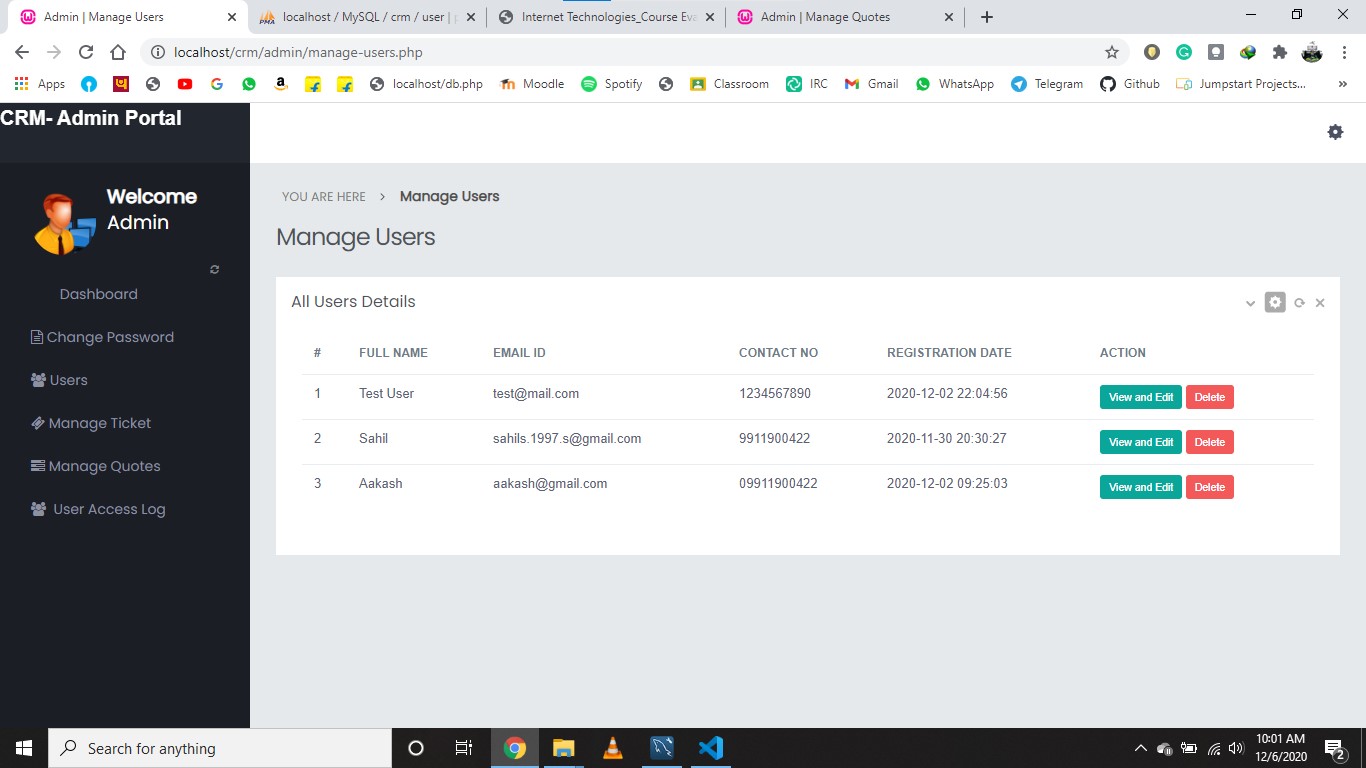 Admin | Manage Users
localhost / MySQL / crm / user |
Internet Technologies_Course Eva
Admin | Manage Quotes
localhost/crm/admin/manage-users.php
Apps
localhost/db.php
Moodle
Spotify
Classroom
IRC
Gmail
WhatsApp
Telegram
Github
Jumpstart Projects...
CRM- Admin Portal
Welcome
Admin
Dashboard
Change Password
Users
Manage Ticket
Manage Quotes
User Access Log
YOU ARE HERE > Manage Users
Manage Users
All Users Details
# FULL NAME EMAIL ID CONTACT NO REGISTRATION DATE ACTION
1 Test User test@mail.com 1234567890 2020-12-02 22:04:56 View and Edit Delete
2 Sahil sahils.1997.s@gmail.com 9911900422 2020-11-30 20:30:27 View and Edit Delete
3 Aakash aakash@gmail.com 09911900422 2020-12-02 09:25:03 View and Edit Delete
Search for anything
10:01 AM
12/6/2020
2